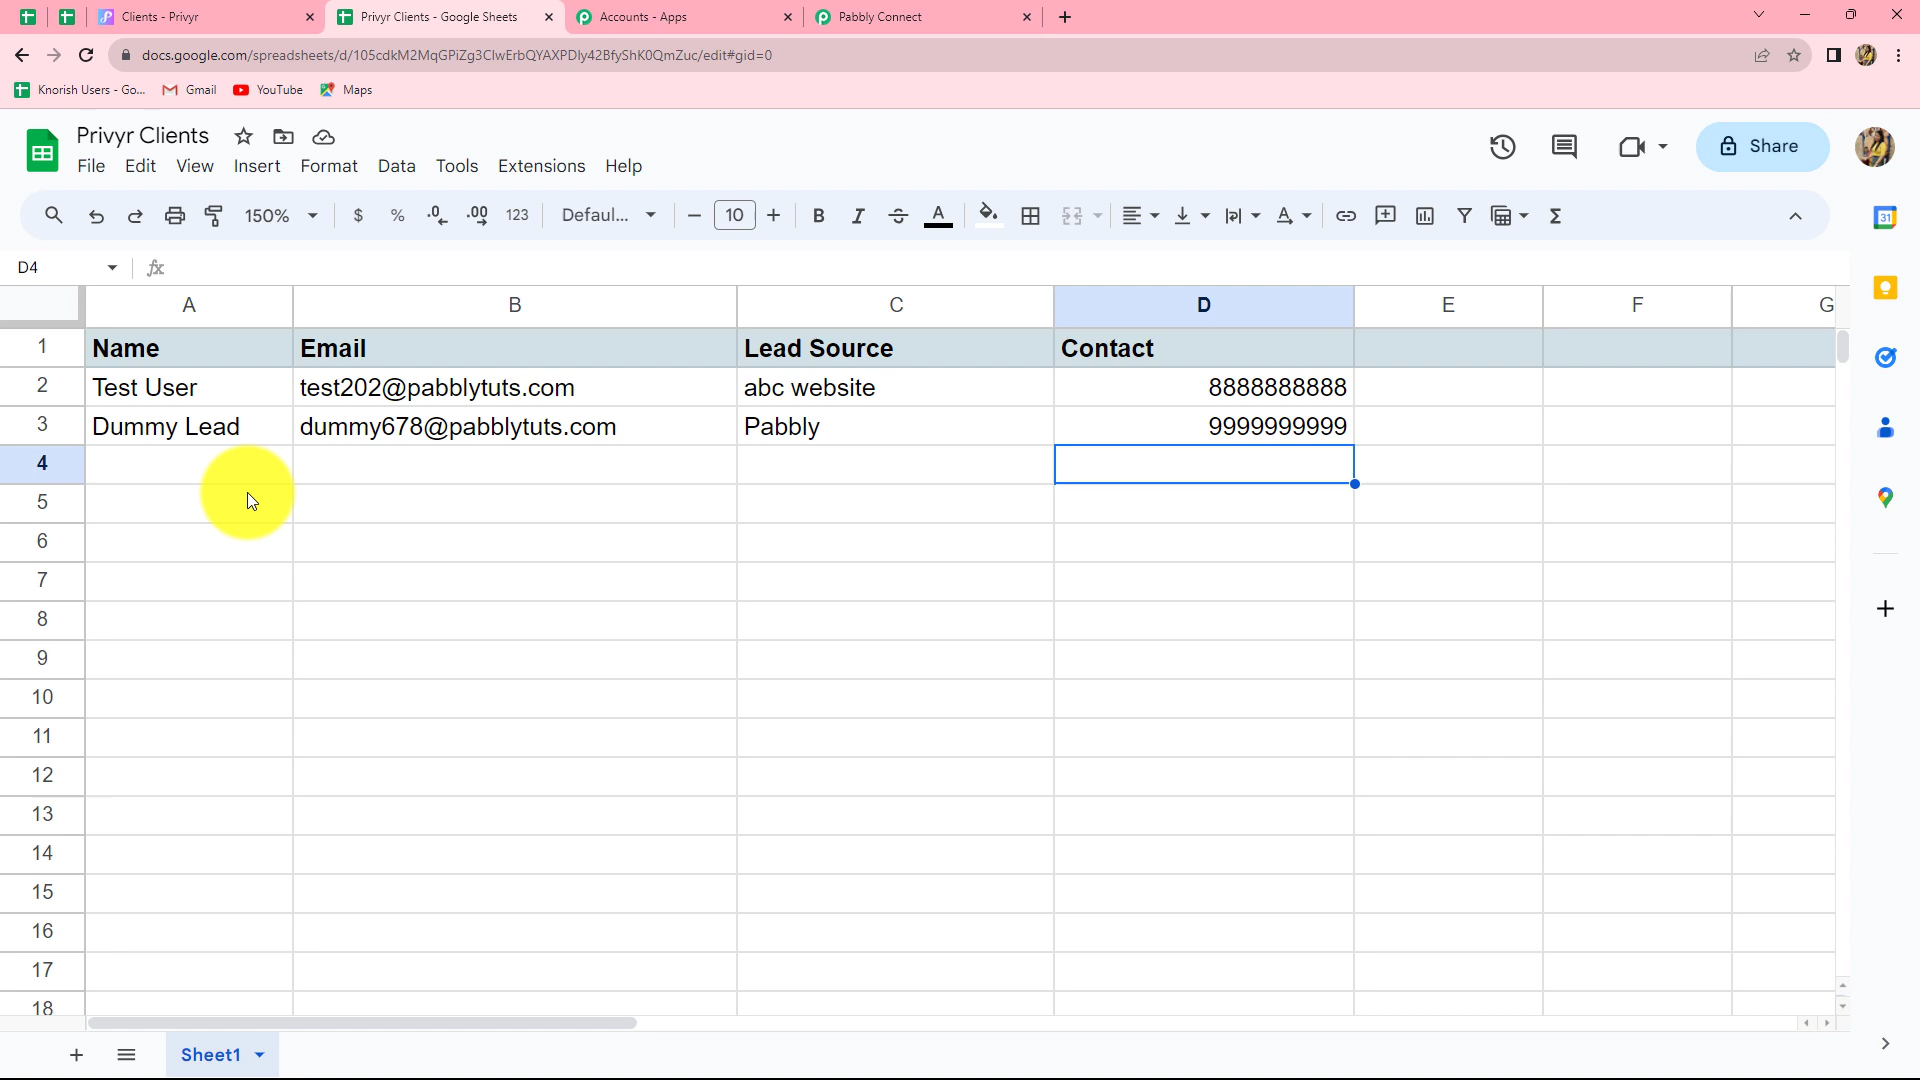 Clients - Privyr
Privyr Clients - Google Sheets
Accounts - Apps
Pabbly Connect
docs.google.com/spreadsheets/d/105cdkM2MqGPiZg3ClwErbQYAXPDIy42BfyShK0QmZuc/edit#gid=0
Knorish Users - Go...
Gmail
YouTube
Maps
Privyr Clients
File Edit View Insert Format Data Tools Extensions Help
Share
150% $ % .0 .00 123 Defaul... 10 B I S A Σ
31
D4
fx
A B C D E F G
1 Name Email Lead Source Contact
2 Test User test202@pabblytuts.com abc website 8888888888
3 Dummy Lead dummy678@pabblytuts.com Pabbly 9999999999
4
5
6
7
8
9
10
11
12
13
14
15
16
17
18
Sheet1